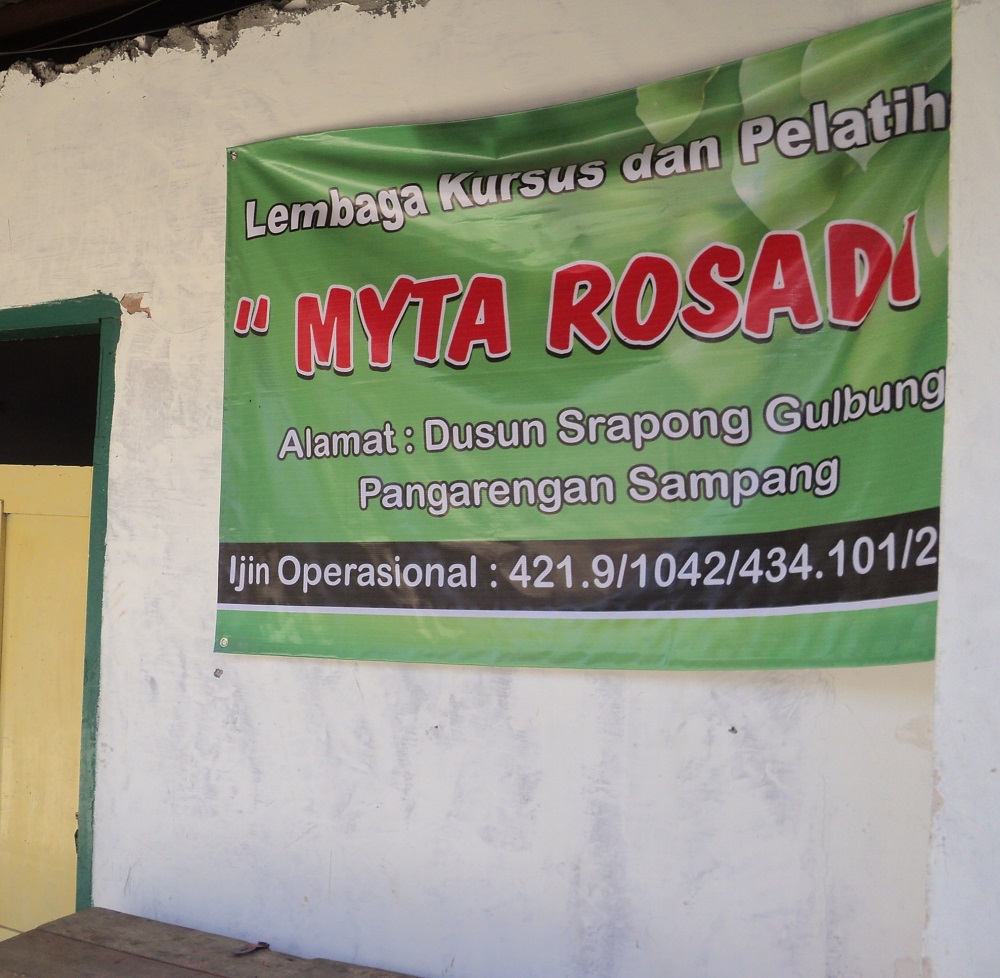 Lembaga Kursus dan Pelatih
" MYTA ROSADI
Alamat : Dusun Srapong Gulbung
Pangarengan Sampang
Ijin Operasional : 421.9/1042/434.101/2